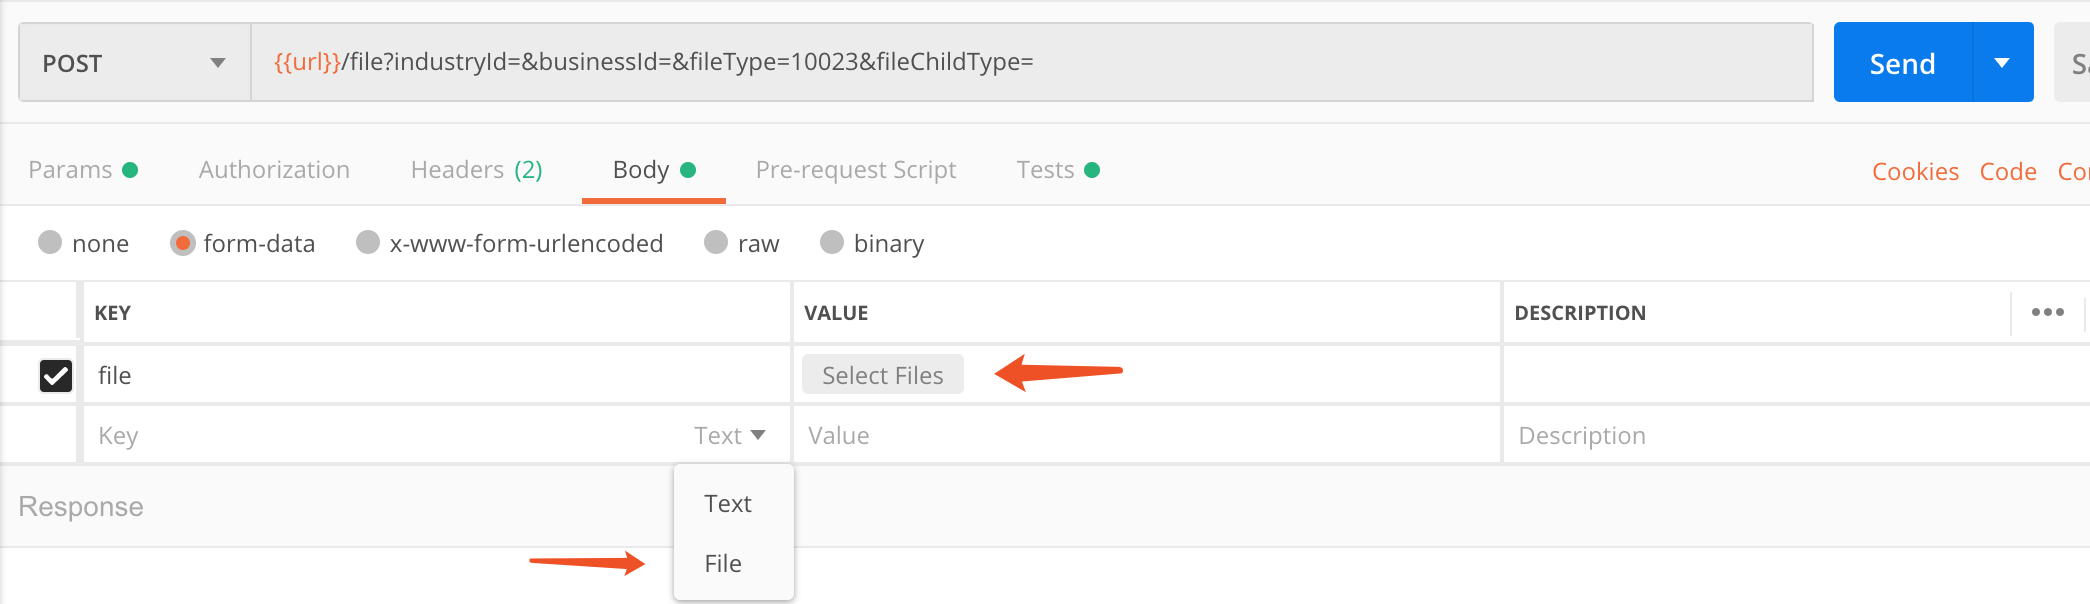 POST {{url}}/file?industryId=&businessId=&fileType=10023&fileChildType= Send
Params Authorization Headers (2) Body Pre-request Script Tests Cookies Code
none form-data x-www-form-urlencoded raw binary
KEY VALUE DESCRIPTION •••
file Select Files
Key Text Value Description
Response
Text
File